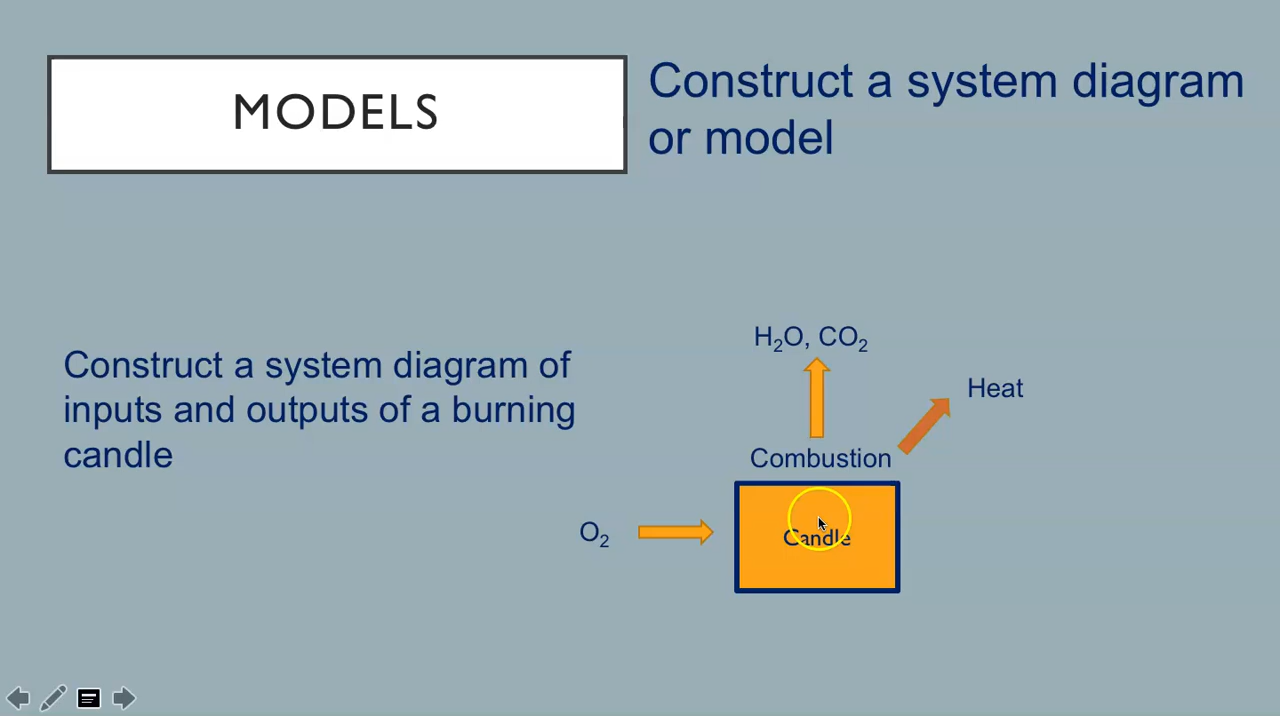 MODELS
Construct a system diagram
or model
Construct a system diagram of
inputs and outputs of a burning
candle
H₂O, CO₂
Heat
Combustion
O₂
Candle